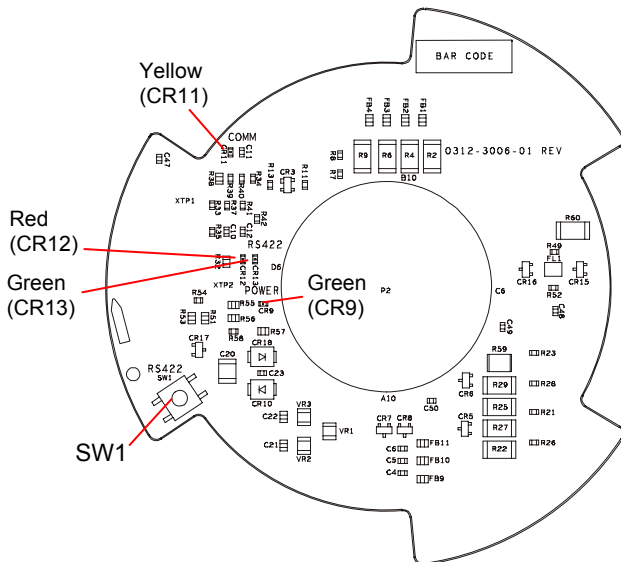 BAR CODE
Yellow
(CR11)
COMM
CR11
C11
C47
FB4
FB3
FB2
FB1
R9
R6
R4
R2
0312-3006-01 REV
B10
R8
R7
R38
R39
R40
R34
R13
CR3
R11
XTP1
R33
R37
R41
R42
R35
C10
C12
RS422
Red
(CR12)
R32
CR12
CR13
D6
Green
(CR13)
XTP2
POWER
Green
(CR9)
P2
C6
R60
R49
FL1
CR16
CR15
R52
C48
C49
R54
R55
CR9
R53
R51
R56
R58
R57
CR17
CR18
C20
C23
CR10
RS422
SW1
SW1
R59
R23
CR6
R29
R26
A10
C50
R25
R21
C22
VR3
VR1
CR7
CR8
CR5
R27
C21
VR2
C6
FB11
R22
R26
C5
FB10
C4
FB9